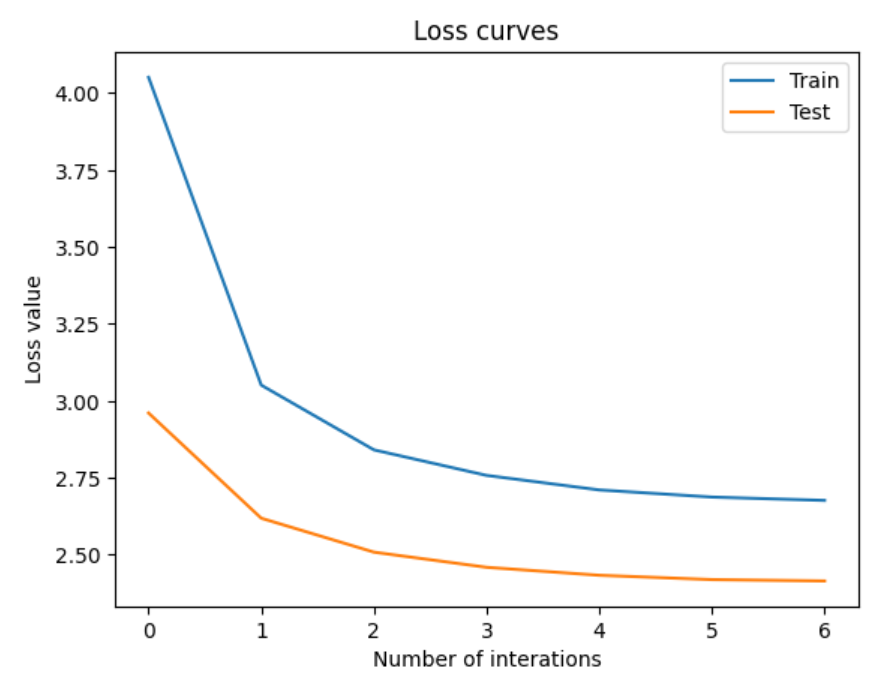 Loss curves
Train
Test
4.00
3.75
3.50
3.25
3.00
2.75
2.50
Loss value
0 1 2 3 4 5 6
Number of interations